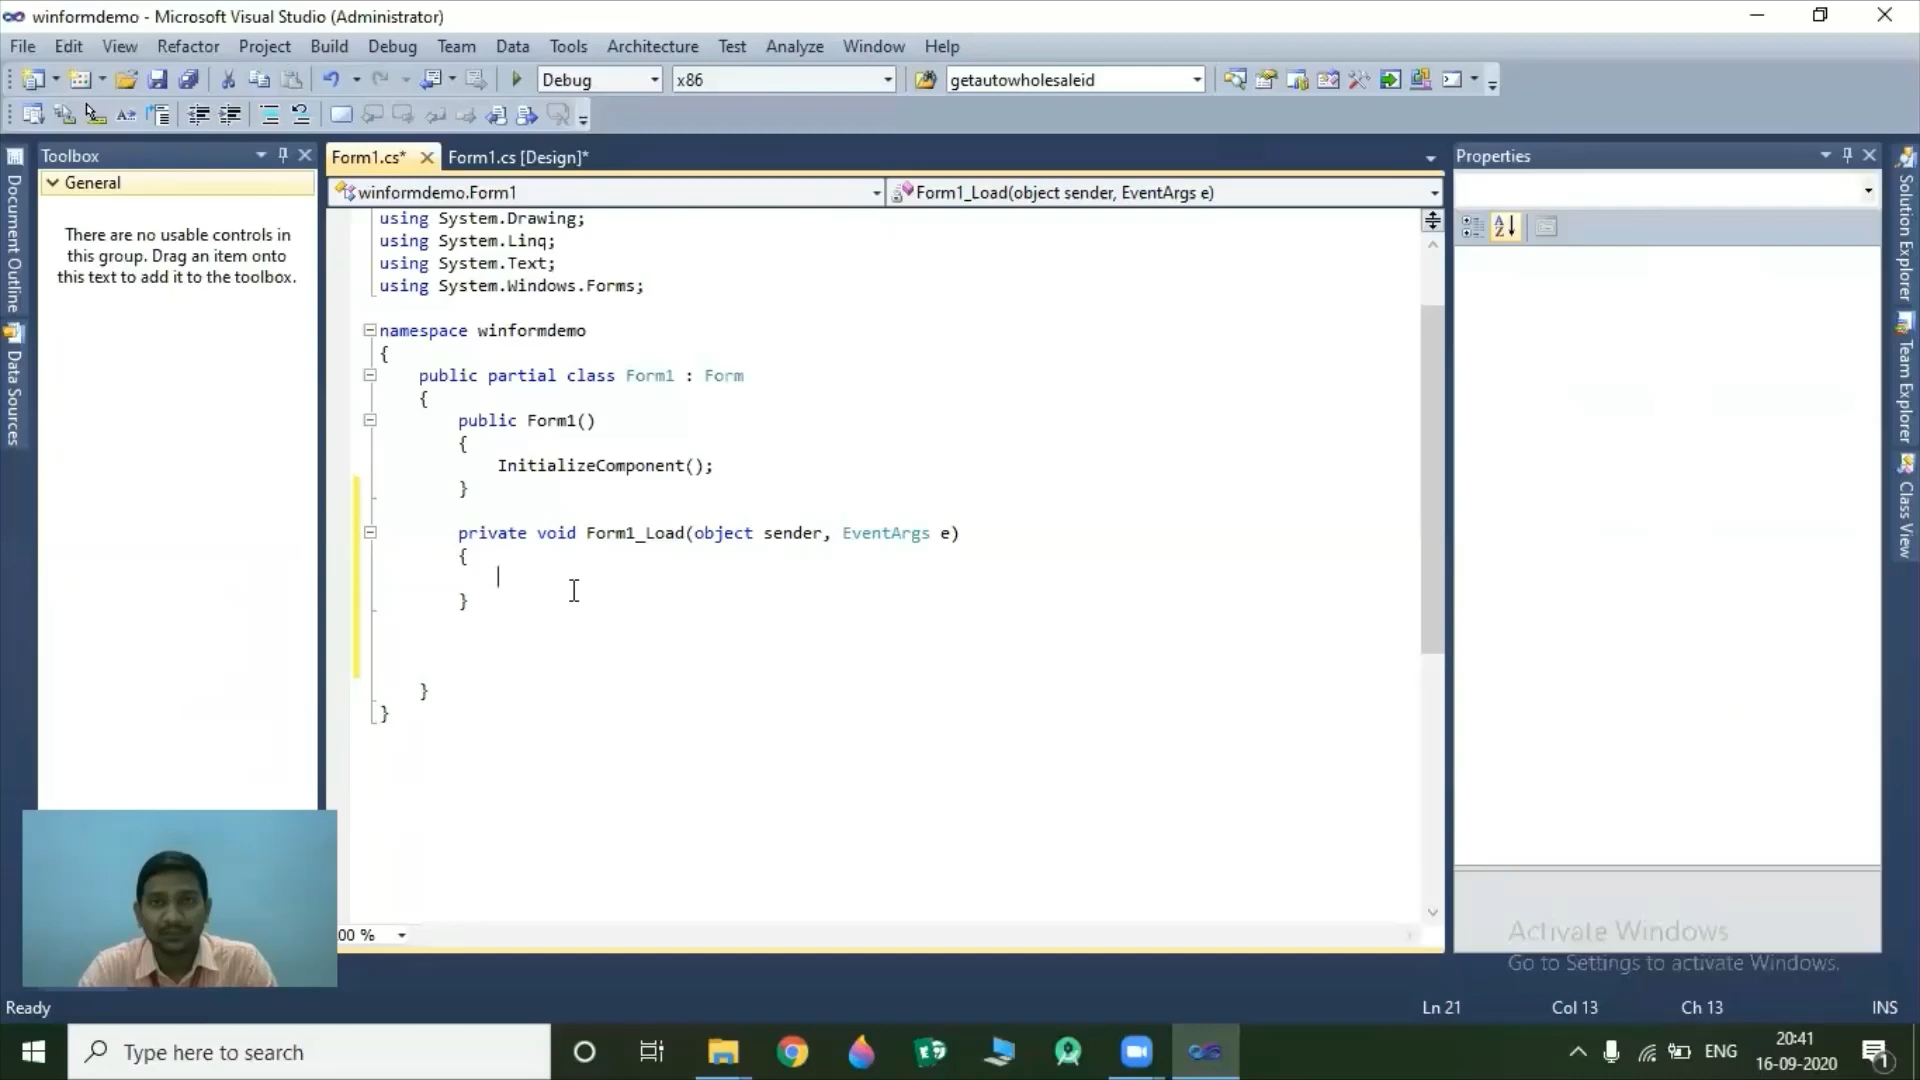 winformdemo - Microsoft Visual Studio (Administrator)
File Edit View Refactor Project Build Debug Team Data Tools Architecture Test Analyze Window Help
Debug x86 getautowholesaleid
Toolbox
General
There are no usable controls in
this group. Drag an item onto
this text to add it to the toolbox.
Document Outline
Data Sources
Form1.cs* Form1.cs [Design]*
winformdemo.Form1 Form1_Load(object sender, EventArgs e)
using System.Drawing;
using System.Linq;
using System.Text;
using System.Windows.Forms;
namespace winformdemo
{
public partial class Form1 : Form
{
public Form1()
{
InitializeComponent();
}
private void Form1_Load(object sender, EventArgs e)
{
}
}
}
00 %
Properties
Solution Explorer
Team Explorer
Class View
Activate Windows
Go to Settings to activate Windows.
Ready Ln 21 Col 13 Ch 13 INS
Type here to search
ENG
20:41
16-09-2020
1